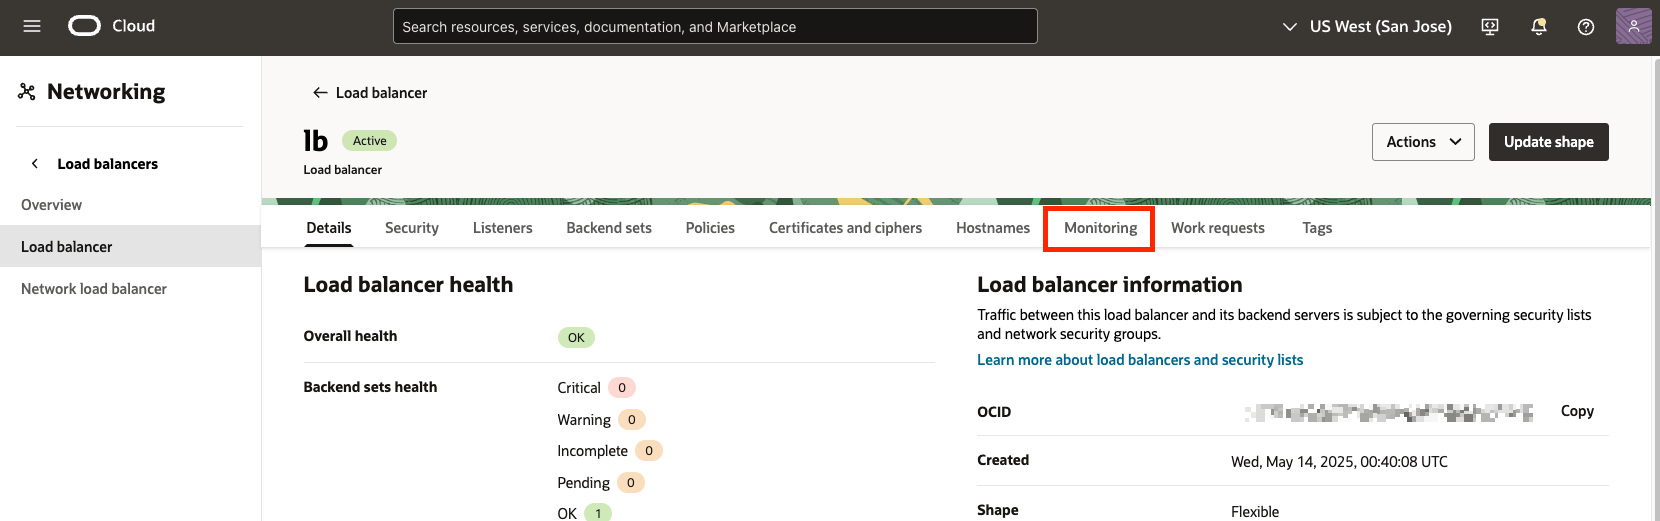 Cloud
Search resources, services, documentation, and Marketplace
US West (San Jose)
Networking
Load balancers
Overview
Load balancer
Network load balancer
Load balancer
lb Active
Load balancer
Actions
Update shape
Details Security Listeners Backend sets Policies Certificates and ciphers Hostnames Monitoring Work requests Tags
Load balancer health
Overall health OK
Backend sets health Critical 0
Warning 0
Incomplete 0
Pending 0
OK 1
Load balancer information
Traffic between this load balancer and its backend servers is subject to the governing security lists
and network security groups.
Learn more about load balancers and security lists
OCID Copy
Created Wed, May 14, 2025, 00:40:08 UTC
Shape Flexible